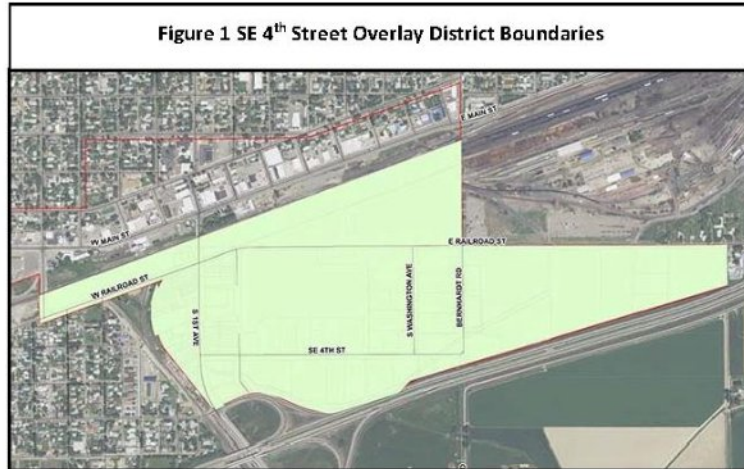 Figure 1 SE 4th Street Overlay District Boundaries
E MAIN ST
W MAIN ST
E RAILROAD ST
W RAILROAD ST
S 1ST AVE
S WASHINGTON AVE
BERNHARDT RD
SE 4TH ST